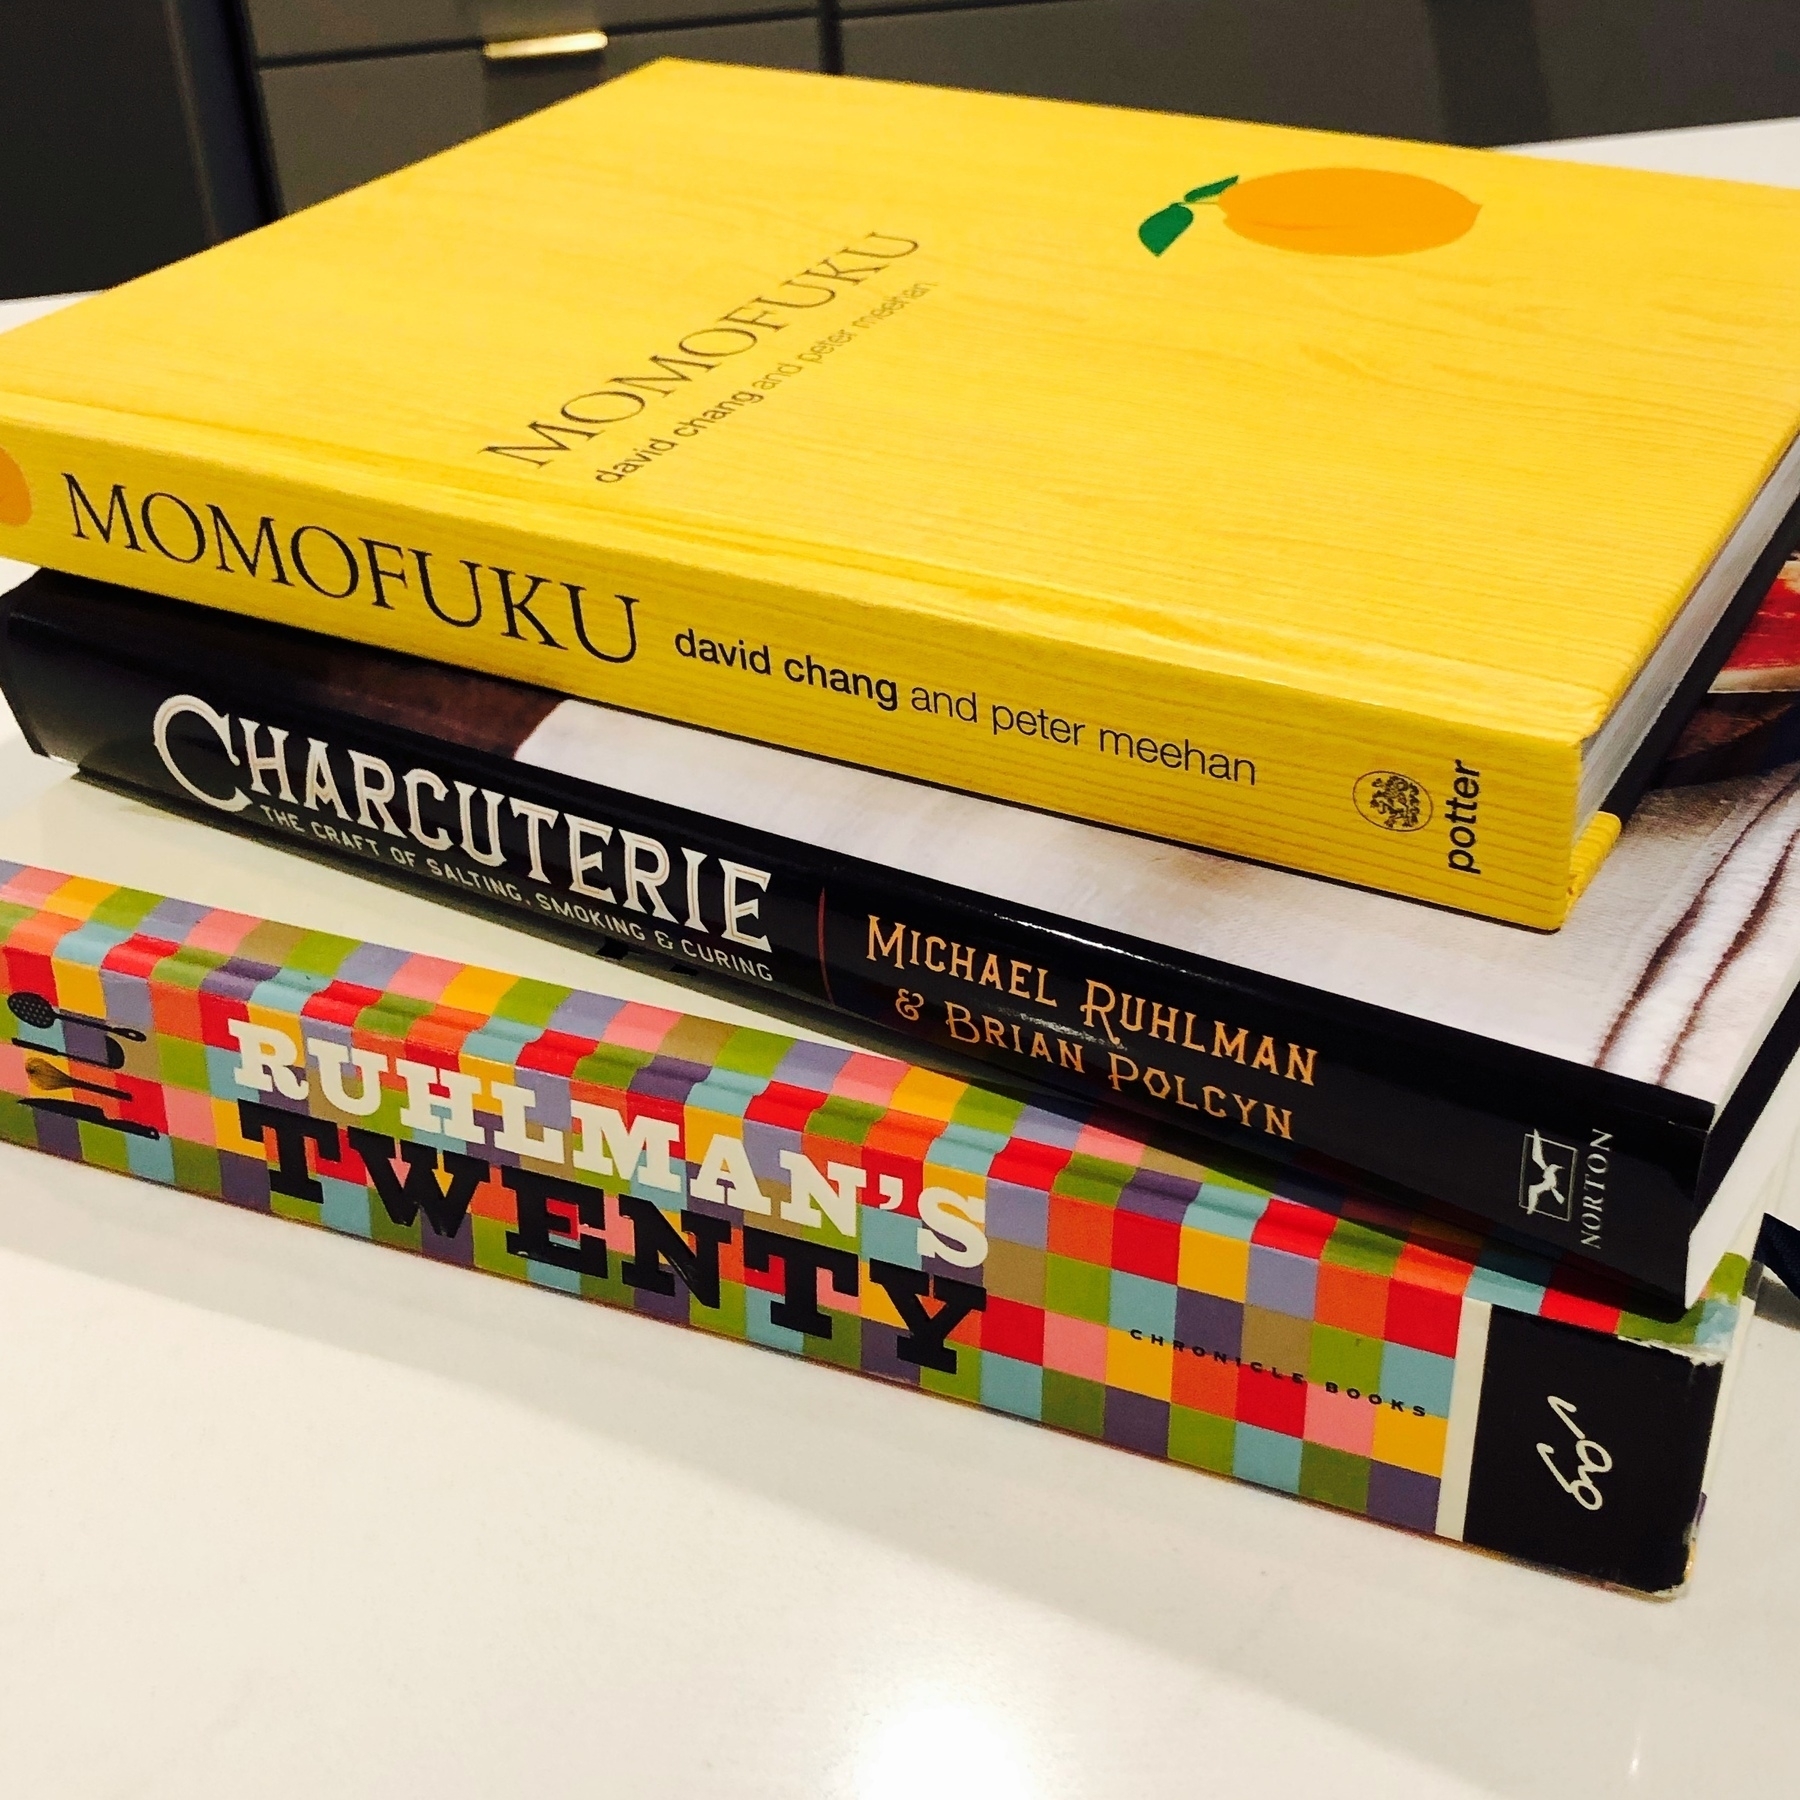 MOMOFUKU
david chang and peter meehan
MOMOFUKU david chang and peter meehan potter
CHARCUTERIE
THE CRAFT OF SALTING, SMOKING & CURING
MICHAEL RUHLMAN
& BRIAN POLCYN
NORTON
RUHLMAN'S
TWENTY
CHRONICLE BOOKS